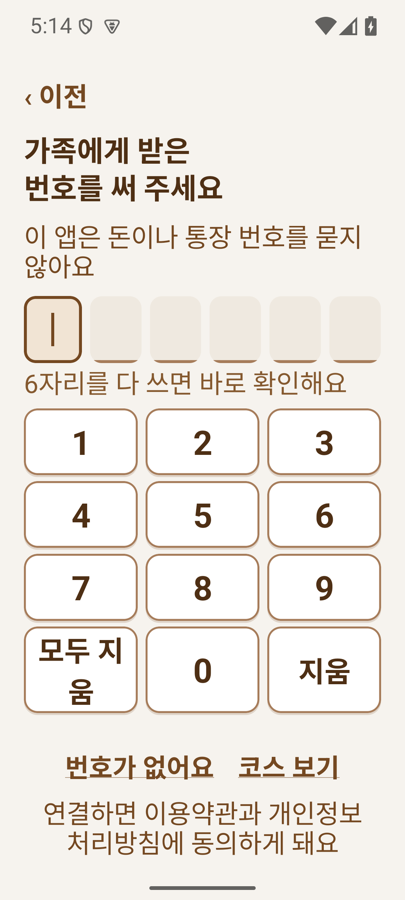 5:14
‹ 이전
가족에게 받은
번호를 써 주세요
이 앱은 돈이나 통장 번호를 묻지
않아요
6자리를 다 쓰면 바로 확인해요
1 2 3
4 5 6
7 8 9
모두 지
움
0 지움
번호가 없어요 코스 보기
연결하면 이용약관과 개인정보
처리방침에 동의하게 돼요